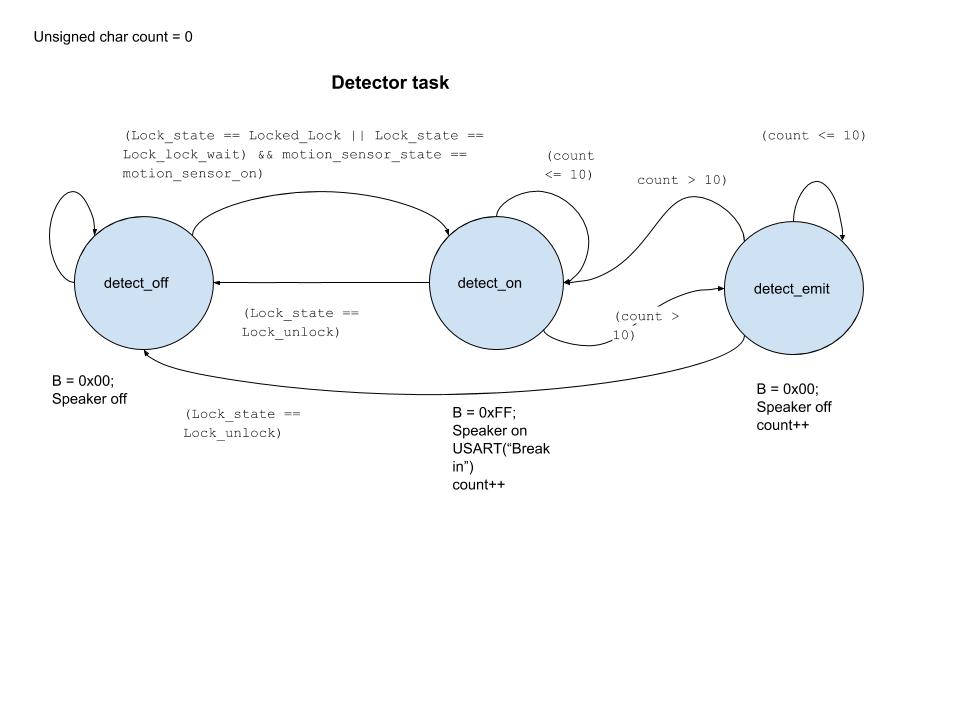 Unsigned char count = 0
Detector task
(Lock_state == Locked_Lock || Lock_state ==
Lock_lock_wait) && motion_sensor_state ==
motion_sensor_on)
(count
<= 10)
count > 10)
(count <= 10)
detect_off
detect_on
detect_emit
(Lock_state ==
Lock_unlock)
(count >
10)
B = 0x00;
Speaker off
(Lock_state ==
Lock_unlock)
B = 0xFF;
Speaker on
USART(“Break
in”)
count++
B = 0x00;
Speaker off
count++